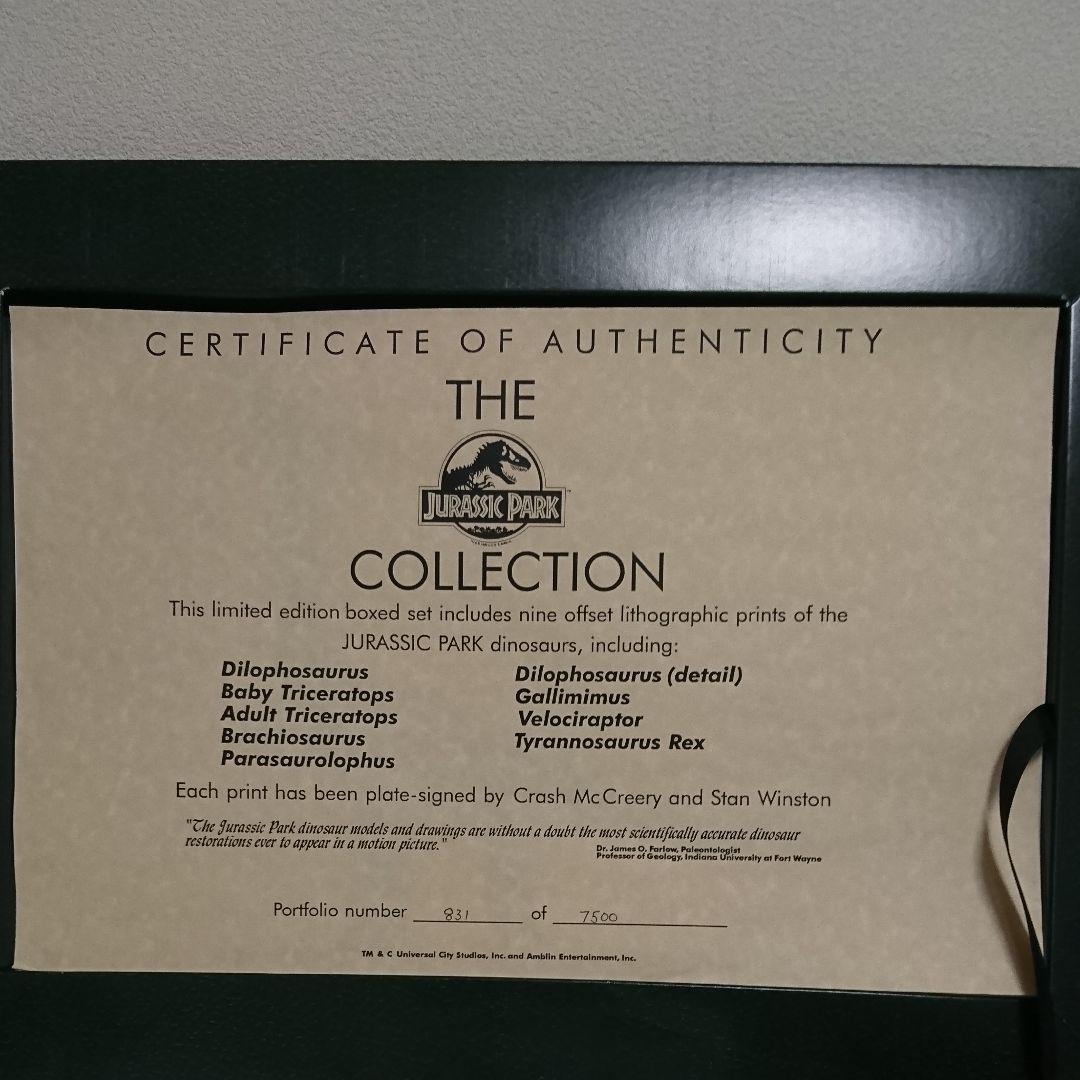 CERTIFICATE OF AUTHENTICITY
THE
JURASSIC PARK
COLLECTION
This limited edition boxed set includes nine offset lithographic prints of the
JURASSIC PARK dinosaurs, including:
Dilophosaurus
Baby Triceratops
Adult Triceratops
Brachiosaurus
Parasaurolophus
Dilophosaurus (detail)
Gallimimus
Velociraptor
Tyrannosaurus Rex
Each print has been plate-signed by Crash McCreery and Stan Winston
"The Jurassic Park dinosaur models and drawings are without a doubt the most scientifically accurate dinosaur
restorations ever to appear in a motion picture."
Dr. James O. Farlow, Paleontologist
Professor of Geology, Indiana University at Fort Wayne
Portfolio number 831 of 7500
TM & C Universal City Studios, Inc. and Amblin Entertainment, Inc.